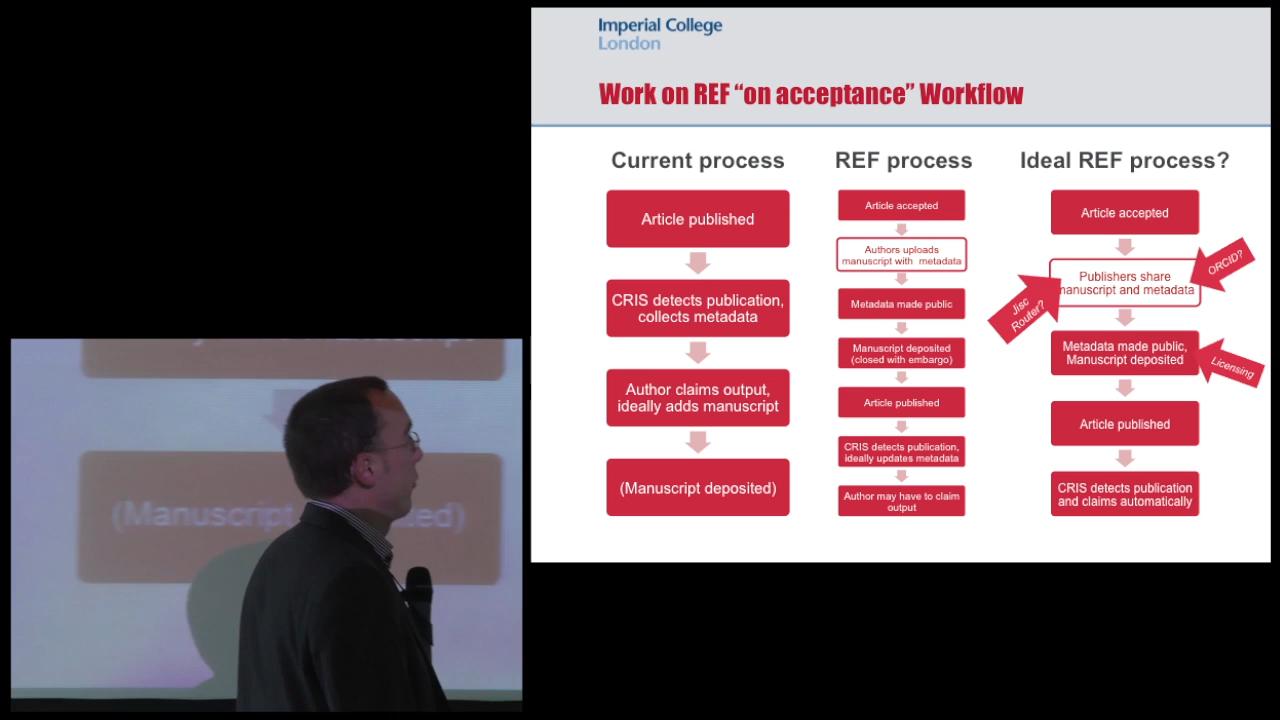 Imperial College
London
Work on REF “on acceptance” Workflow
Current process
Article published
CRIS detects publication,
collects metadata
Author claims output,
ideally adds manuscript
(Manuscript deposited)
REF process
Article accepted
Authors uploads
manuscript with metadata
Metadata made public
Manuscript deposited
(closed with embargo)
Article published
CRIS detects publication,
ideally updates metadata
Author may have to claim
output
Ideal REF process?
Article accepted
Publishers share
manuscript and metadata
ORCID?
Jisc
Router?
Metadata made public,
Manuscript deposited
Licensing
Article published
CRIS detects publication
and claims automatically
(Manuscript